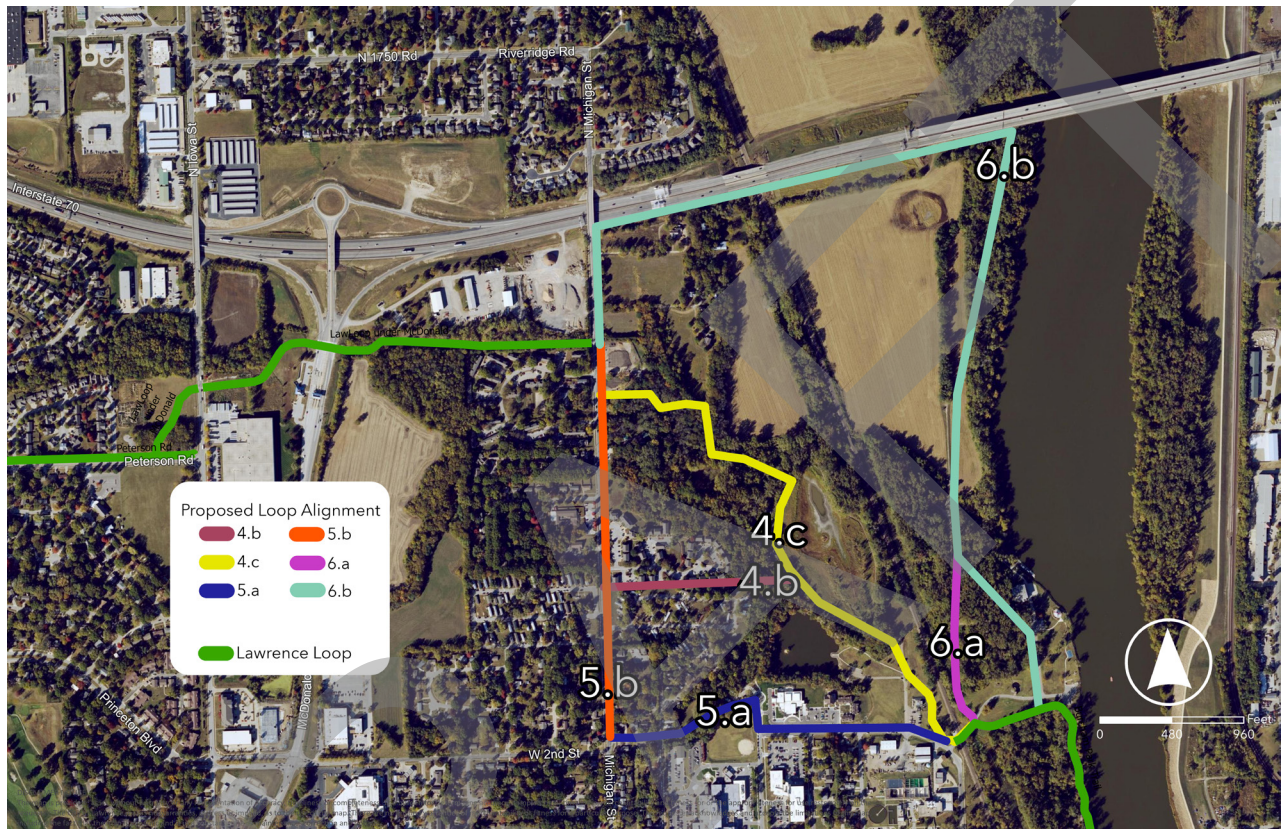 N 1750 Rd
Riverridge Rd
N Michigan St
N Iowa St
Interstate 70
6.b
LawLoop under McDonald
Peterson Rd
Peterson Rd
Proposed Loop Alignment
4.b
5.b
4.c
6.a
5.a
6.b
Lawrence Loop
4.c
4.b
6.a
5.b
5.a
Princeton Blvd
McDonald
W 2nd St
Michigan St
Feet
0 480 960